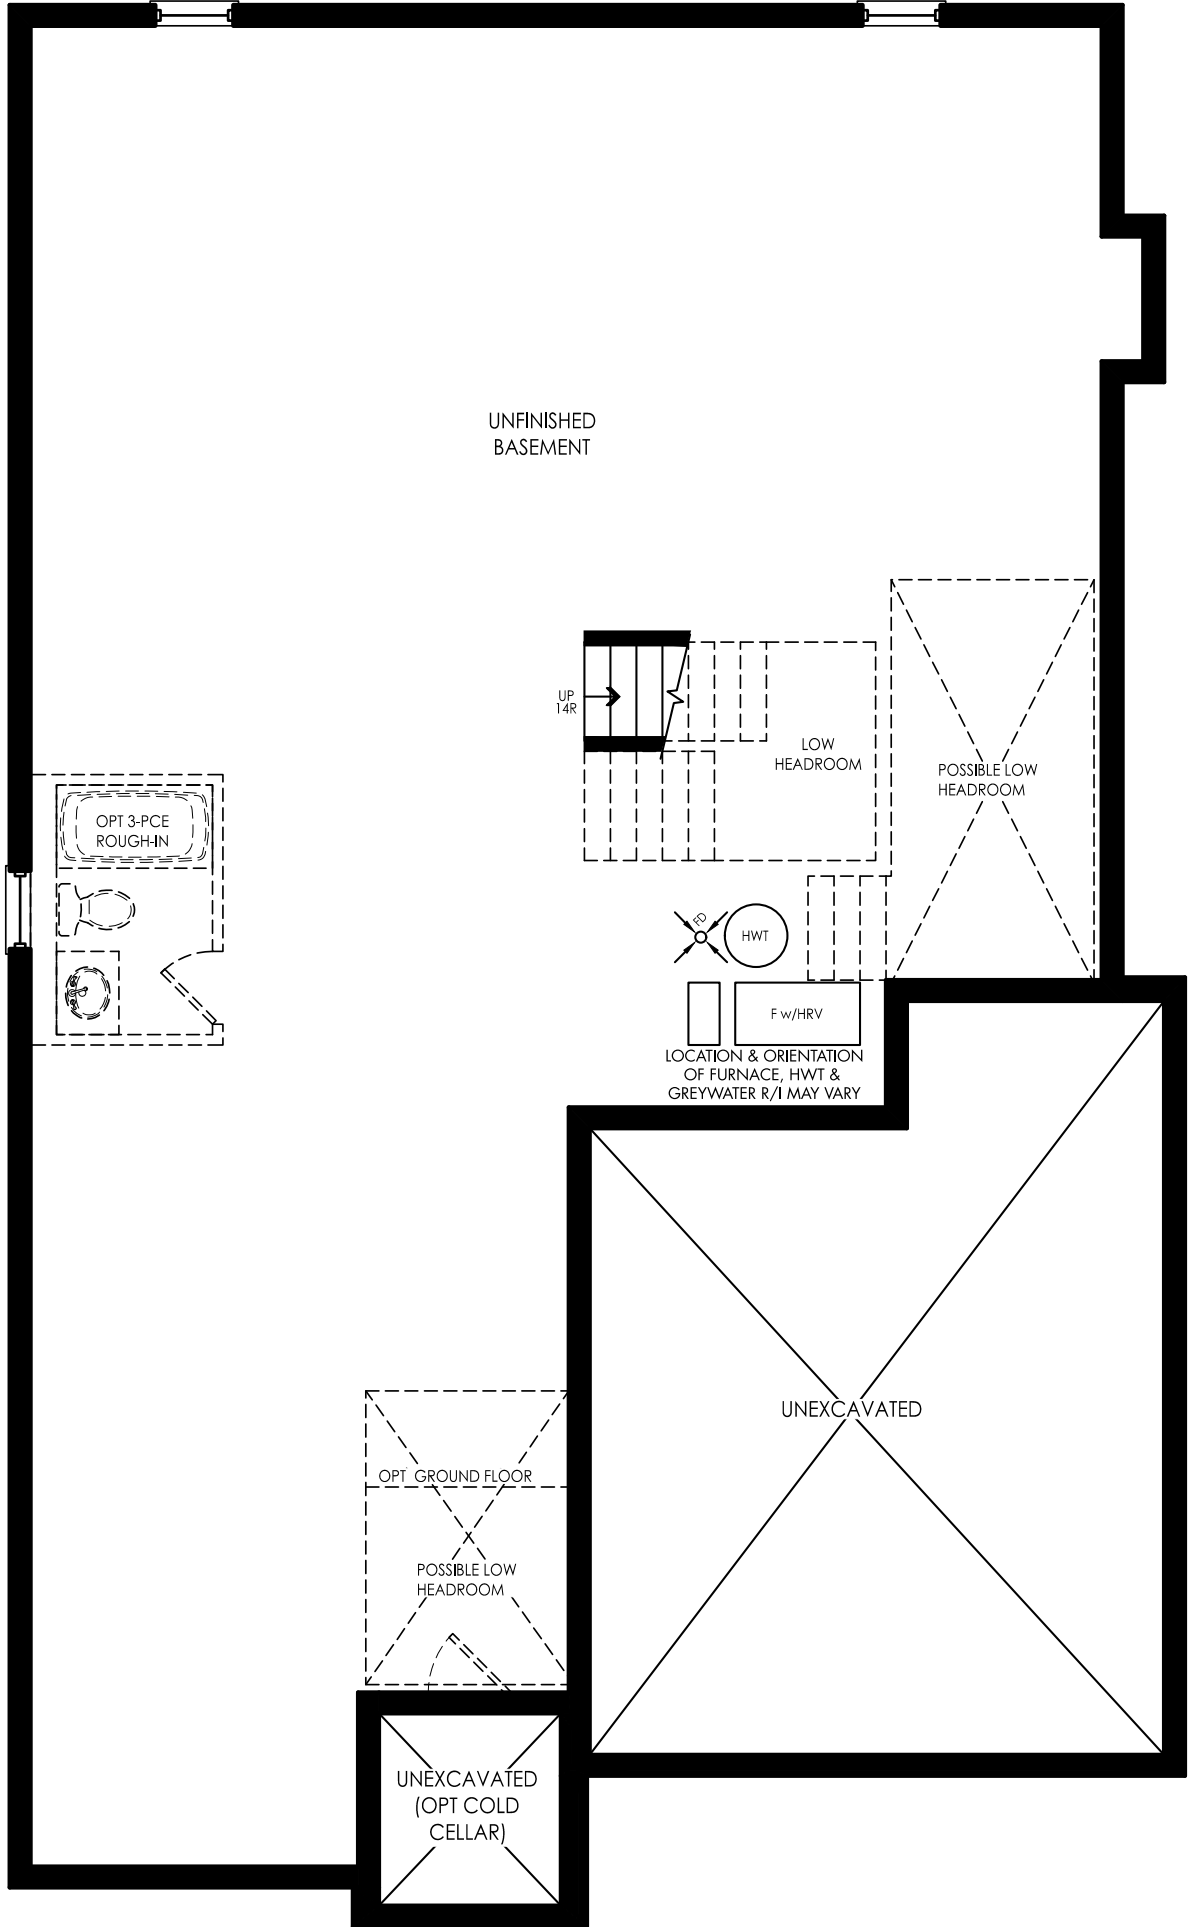 UNFINISHED
BASEMENT
UP
14R
LOW
HEADROOM
POSSIBLE LOW
HEADROOM
OPT 3-PCE
ROUGH-IN
FD
HWT
F w/HRV
LOCATION & ORIENTATION
OF FURNACE, HWT &
GREYWATER R/I MAY VARY
UNEXCAVATED
OPT GROUND FLOOR
POSSIBLE LOW
HEADROOM
UNEXCAVATED
(OPT COLD
CELLAR)